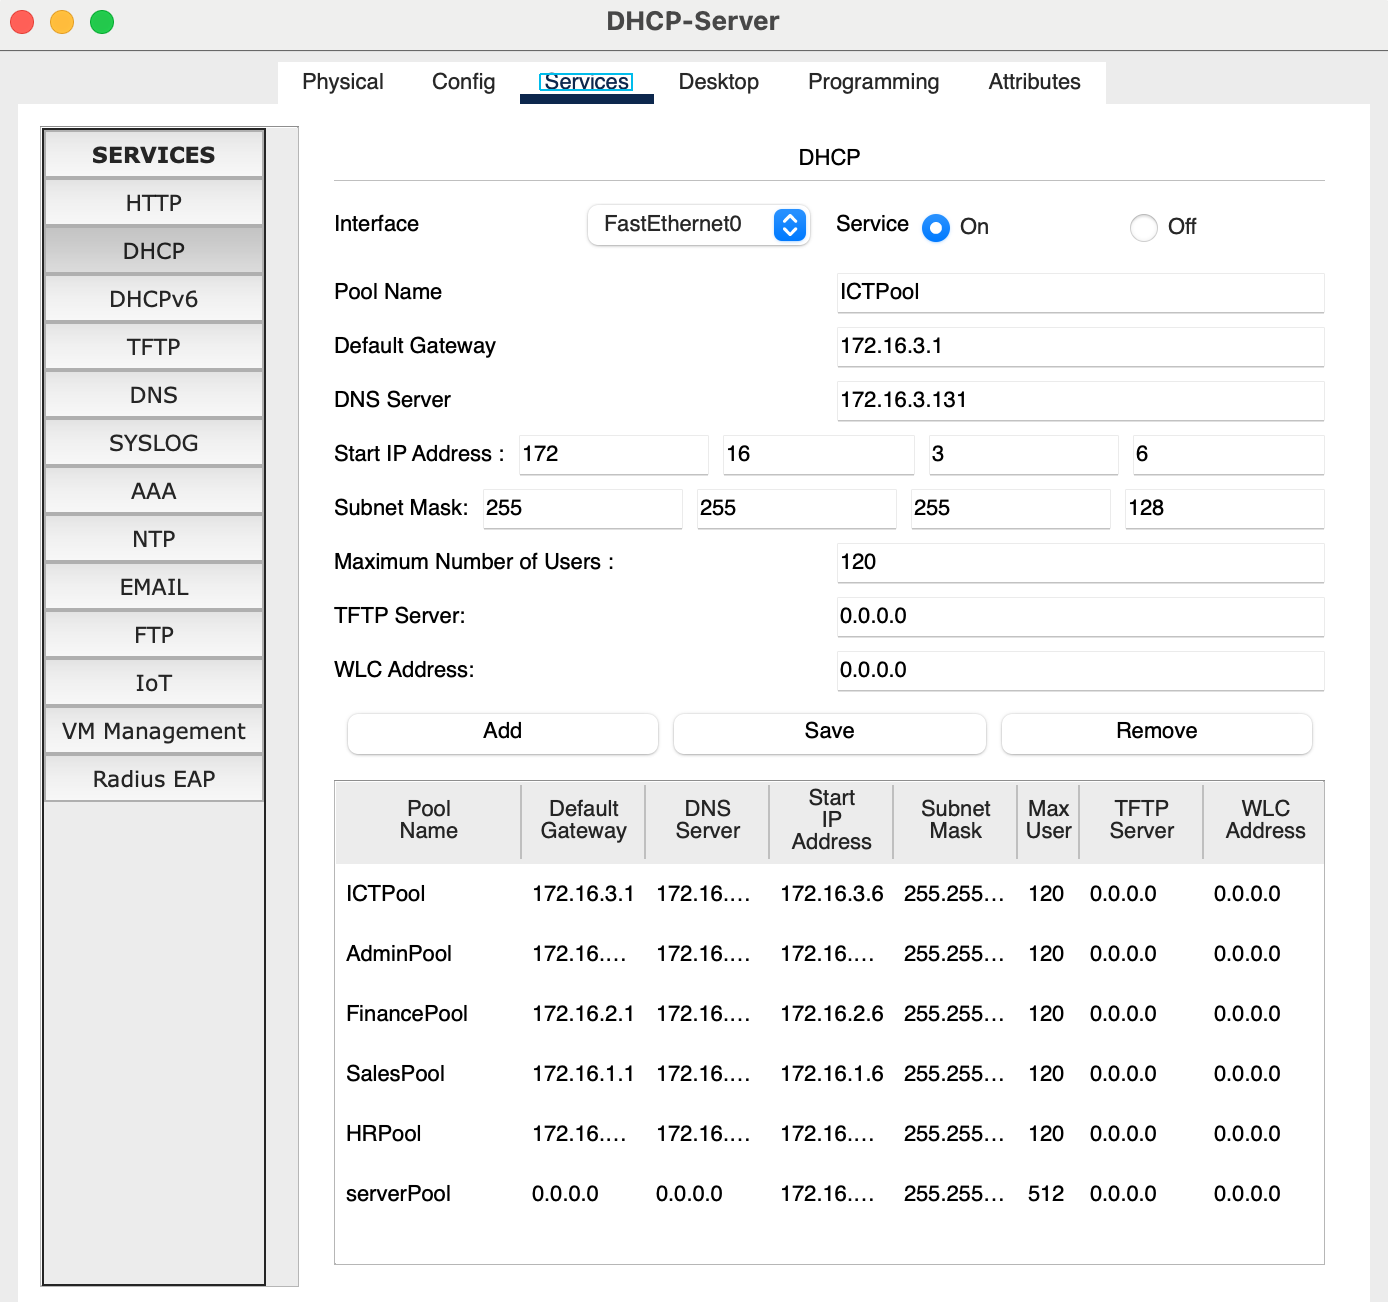 DHCP-Server
Physical Config Services Desktop Programming Attributes
SERVICES
HTTP
DHCP
DHCPv6
TFTP
DNS
SYSLOG
AAA
NTP
EMAIL
FTP
IoT
VM Management
Radius EAP
DHCP
Interface FastEthernet0 Service On Off
Pool Name ICTPool
Default Gateway 172.16.3.1
DNS Server 172.16.3.131
Start IP Address : 172 16 3 6
Subnet Mask: 255 255 255 128
Maximum Number of Users : 120
TFTP Server: 0.0.0.0
WLC Address: 0.0.0.0
Add Save Remove
Pool Name Default Gateway DNS Server Start IP Address Subnet Mask Max User TFTP Server WLC Address
ICTPool 172.16.3.1 172.16.... 172.16.3.6 255.255... 120 0.0.0.0 0.0.0.0
AdminPool 172.16.... 172.16.... 172.16.... 255.255... 120 0.0.0.0 0.0.0.0
FinancePool 172.16.2.1 172.16.... 172.16.2.6 255.255... 120 0.0.0.0 0.0.0.0
SalesPool 172.16.1.1 172.16.... 172.16.1.6 255.255... 120 0.0.0.0 0.0.0.0
HRPool 172.16.... 172.16.... 172.16.... 255.255... 120 0.0.0.0 0.0.0.0
serverPool 0.0.0.0 0.0.0.0 172.16.... 255.255... 512 0.0.0.0 0.0.0.0